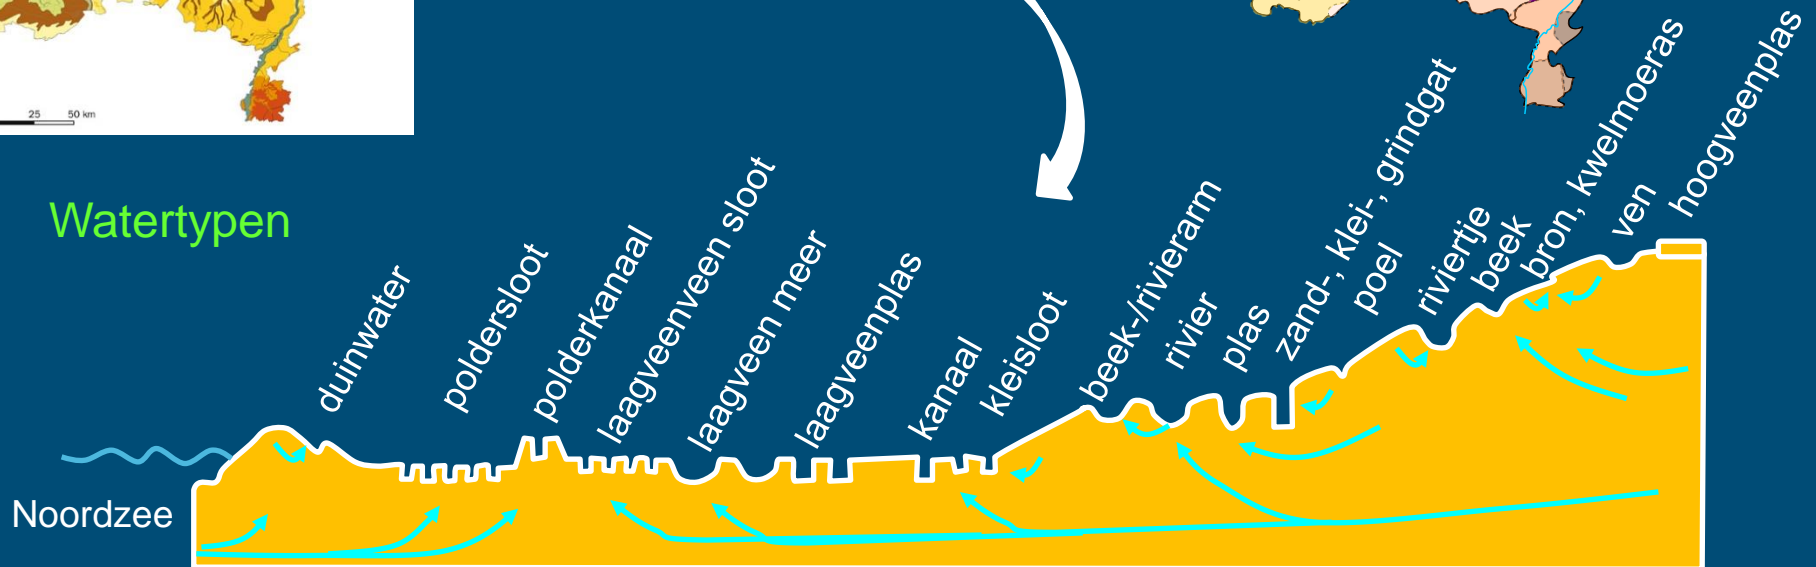 25 50 km
Watertypen
Noordzee
duinwater
poldersloot
polderkanaal
laagveenveen sloot
laagveen meer
laagveenplas
kanaal
kleisloot
beek-/rivierarm
rivier
plas
zand-, klei-, grindgat
poel
riviertje
beek
bron, kwelmoeras
ven
hoogveenplas